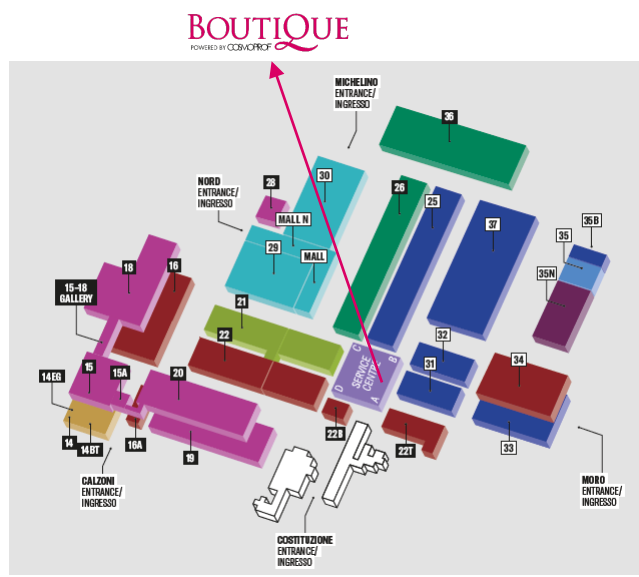 BOUTIQUE
POWERED BY COSMOPROF
MICHELINO
ENTRANCE/
INGRESSO
36
30
NORD
ENTRANCE/
INGRESSO
28
26
25
MALL N
37
35B
35
29
MALL
18
16
35N
15-18
GALLERY
21
22
32
C
B
SERVICE
CENTRE
D
A
31
34
15
15A
20
14EG
14
14BT
16A
19
22B
22T
33
CALZONI
ENTRANCE/
INGRESSO
MORO
ENTRANCE/
INGRESSO
COSTITUZIONE
ENTRANCE/
INGRESSO